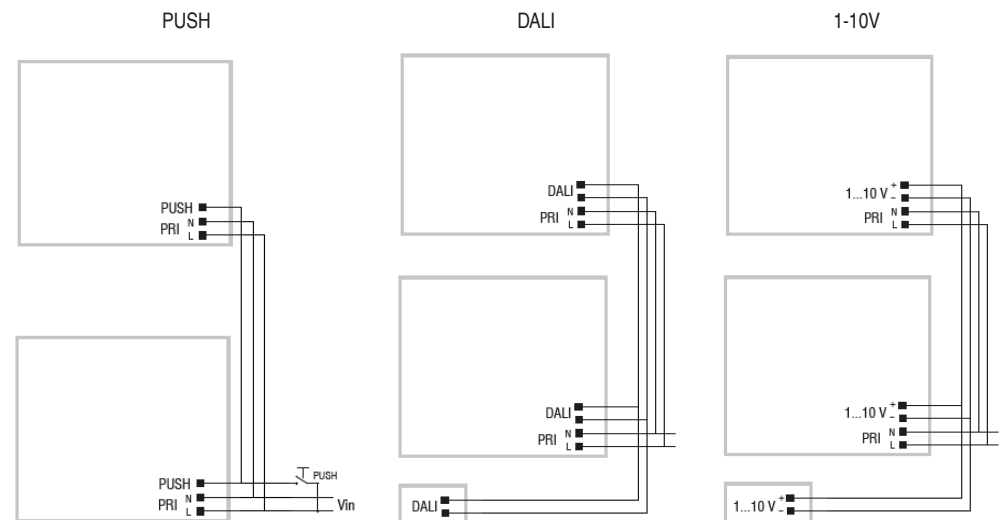 PUSH
DALI
1-10V
PUSH
PRI N
L
PUSH
PRI N
L
PUSH
Vin
DALI
PRI N
L
DALI
PRI N
L
DALI
+
1...10 V -
PRI N
L
+
1...10 V -
PRI N
L
+
1...10 V -